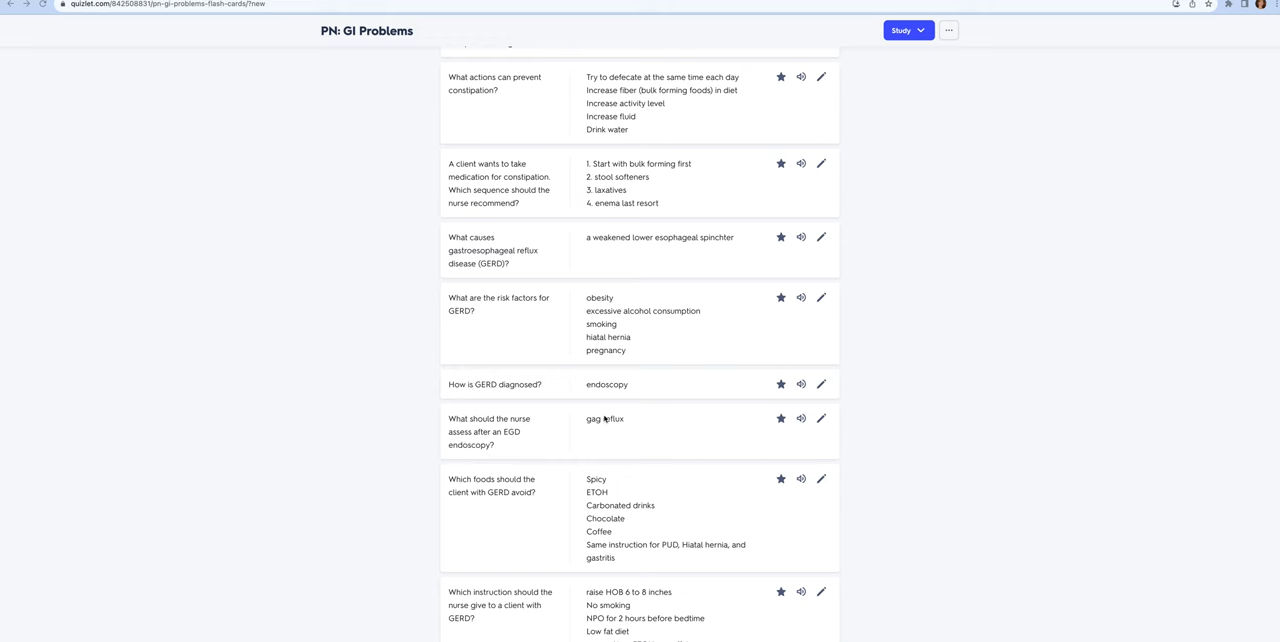 quizlet.com/842508831/pn-gi-problems-flash-cards/?new
PN: GI Problems
Study
What actions can prevent
constipation?
Try to defecate at the same time each day
Increase fiber (bulk forming foods) in diet
Increase activity level
Increase fluid
Drink water
A client wants to take
medication for constipation.
Which sequence should the
nurse recommend?
1. Start with bulk forming first
2. stool softeners
3. laxatives
4. enema last resort
What causes
gastroesophageal reflux
disease (GERD)?
a weakened lower esophageal spinchter
What are the risk factors for
GERD?
obesity
excessive alcohol consumption
smoking
hiatal hernia
pregnancy
How is GERD diagnosed?
endoscopy
What should the nurse
assess after an EGD
endoscopy?
gag reflux
Which foods should the
client with GERD avoid?
Spicy
ETOH
Carbonated drinks
Chocolate
Coffee
Same instruction for PUD, Hiatal hernia, and
gastritis
Which instruction should the
nurse give to a client with
GERD?
raise HOB 6 to 8 inches
No smoking
NPO for 2 hours before bedtime
Low fat diet